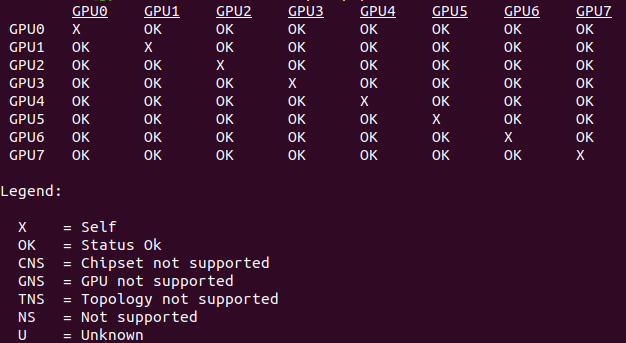 GPU0 GPU1 GPU2 GPU3 GPU4 GPU5 GPU6 GPU7
GPU0 X OK OK OK OK OK OK OK
GPU1 OK X OK OK OK OK OK OK
GPU2 OK OK X OK OK OK OK OK
GPU3 OK OK OK X OK OK OK OK
GPU4 OK OK OK OK X OK OK OK
GPU5 OK OK OK OK OK X OK OK
GPU6 OK OK OK OK OK OK X OK
GPU7 OK OK OK OK OK OK OK X
Legend:
X = Self
OK = Status Ok
CNS = Chipset not supported
GNS = GPU not supported
TNS = Topology not supported
NS = Not supported
U = Unknown